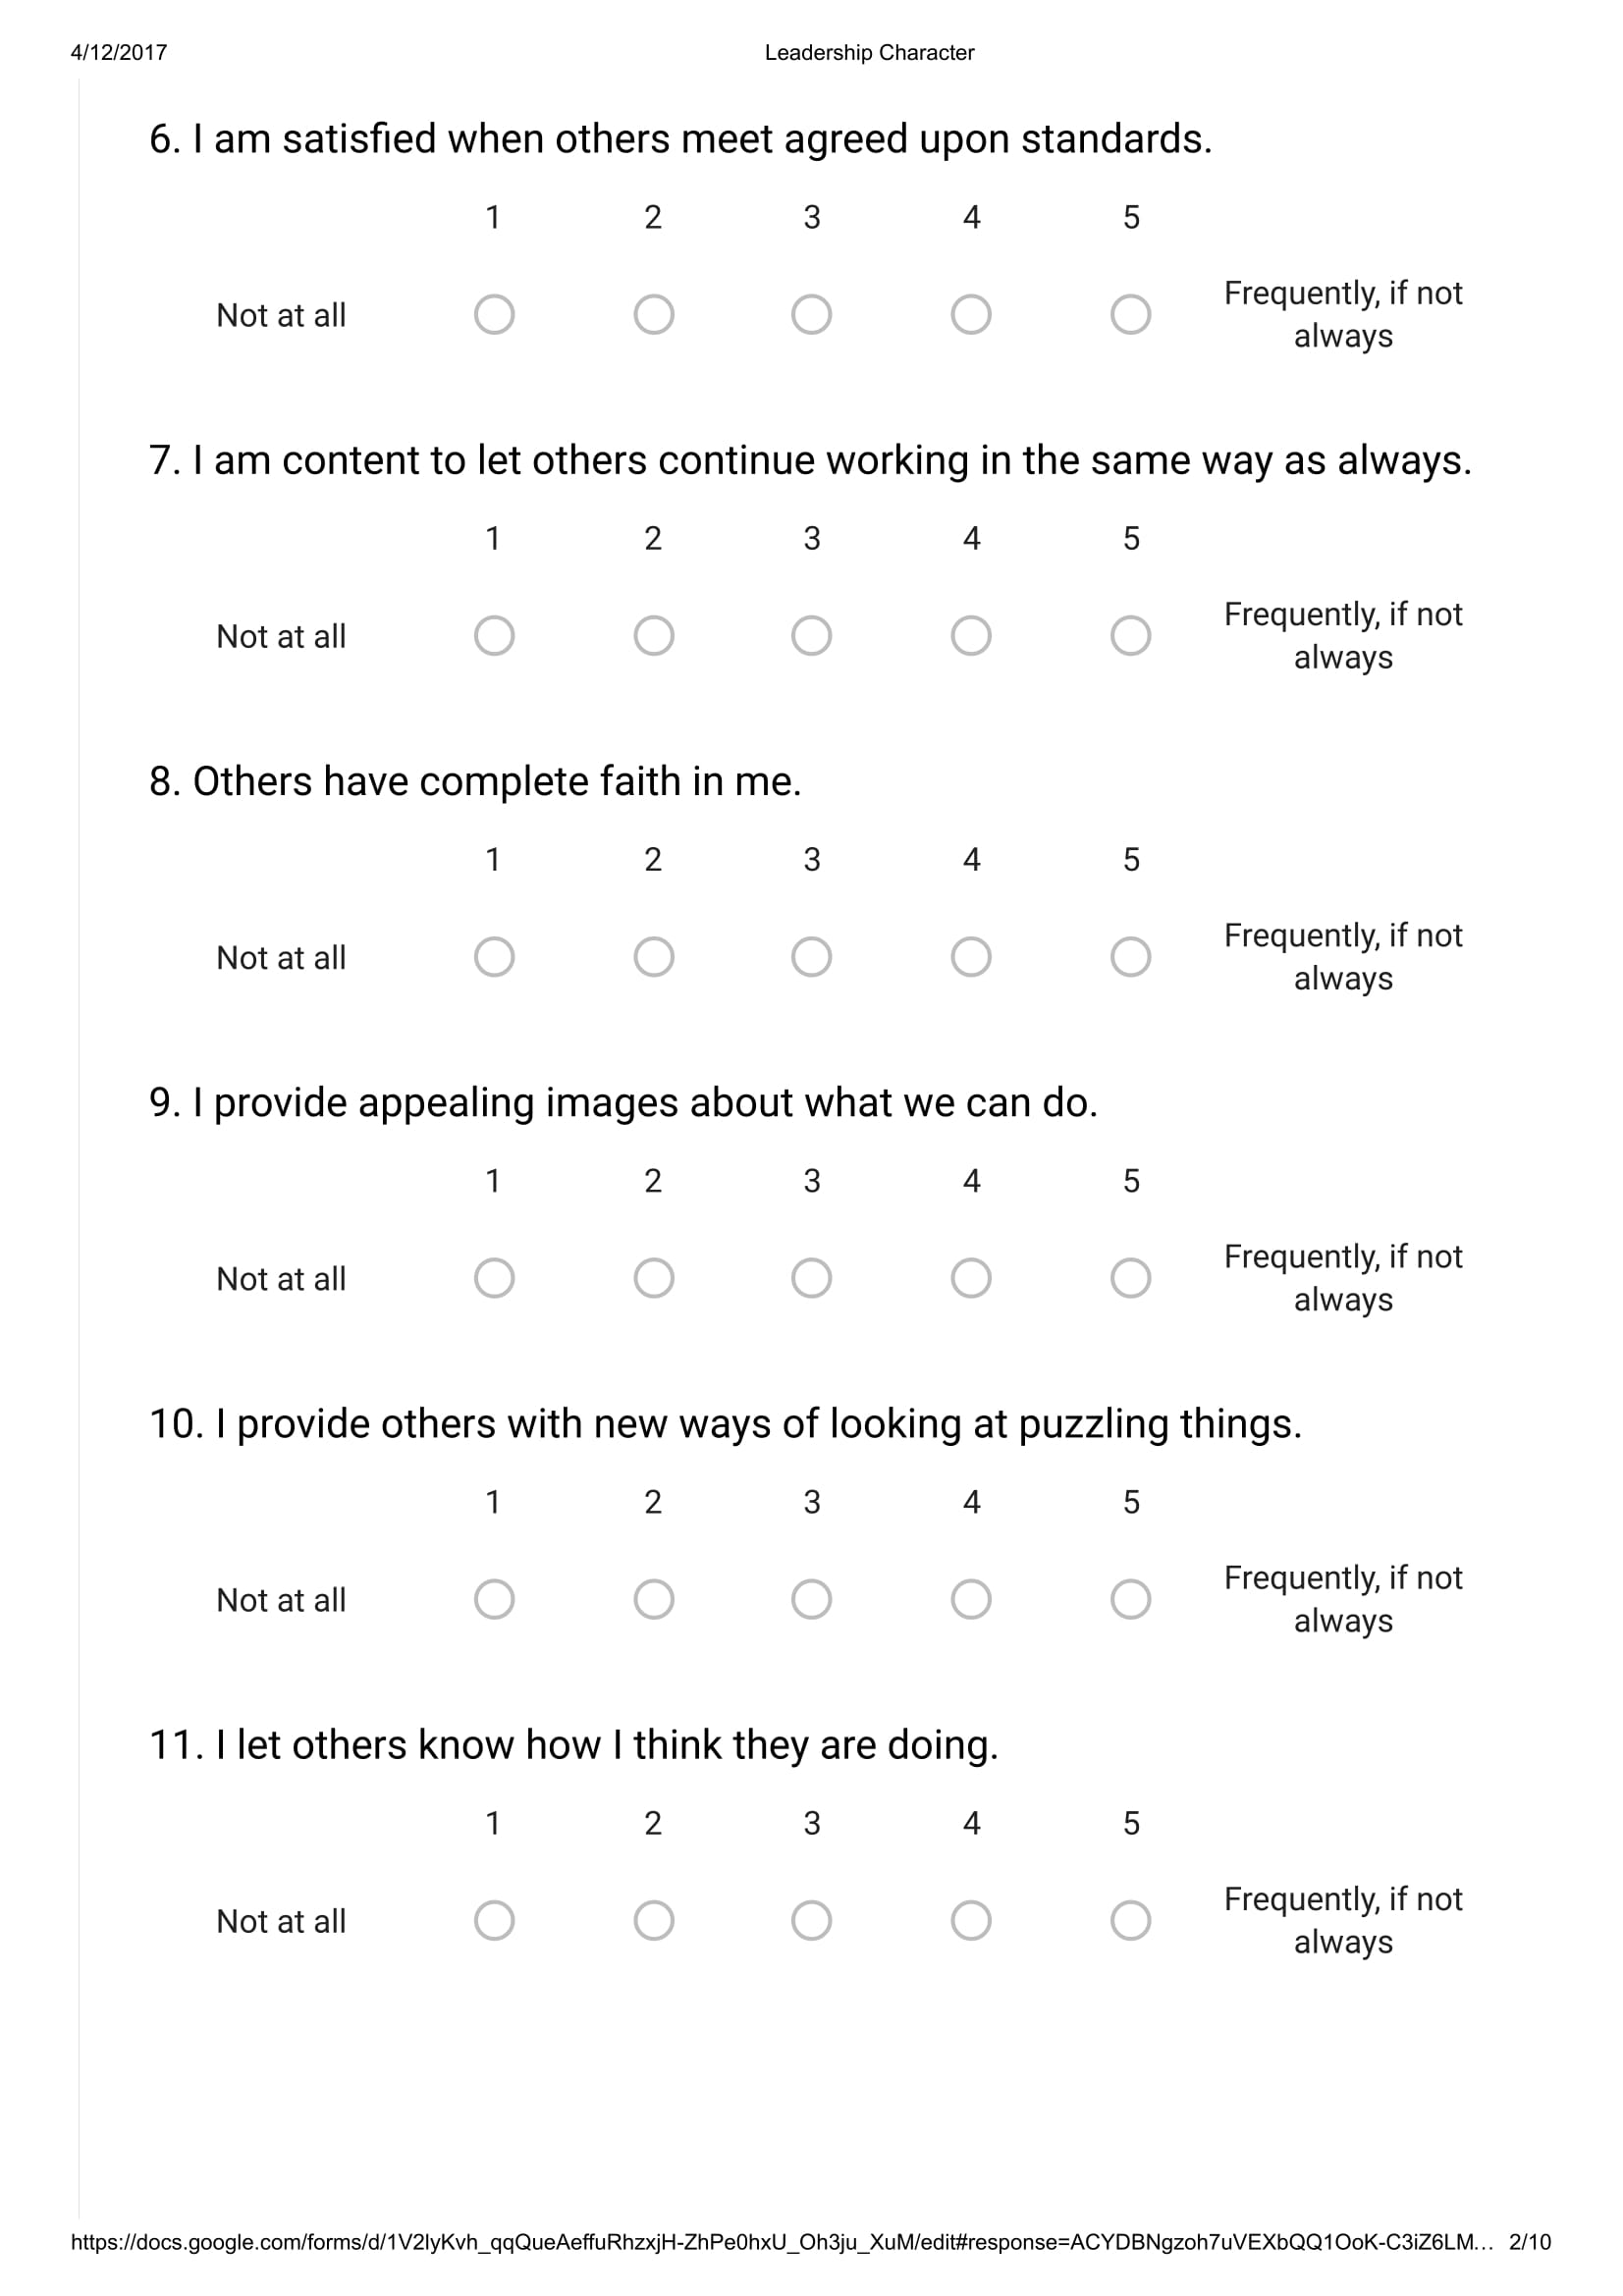 4/12/2017 Leadership Character
6. I am satisfied when others meet agreed upon standards.
1 2 3 4 5
Not at all
Frequently, if not
always
7. I am content to let others continue working in the same way as always.
1 2 3 4 5
Not at all
Frequently, if not
always
8. Others have complete faith in me.
1 2 3 4 5
Not at all
Frequently, if not
always
9. I provide appealing images about what we can do.
1 2 3 4 5
Not at all
Frequently, if not
always
10. I provide others with new ways of looking at puzzling things.
1 2 3 4 5
Not at all
Frequently, if not
always
11. I let others know how I think they are doing.
1 2 3 4 5
Not at all
Frequently, if not
always
https://docs.google.com/forms/d/1V2lyKvh_qqQueAeffuRhzxjH-ZhPe0hxU_Oh3ju_XuM/edit#response=ACYDBNgzoh7uVEXbQQ1OoK-C3iZ6LM... 2/10